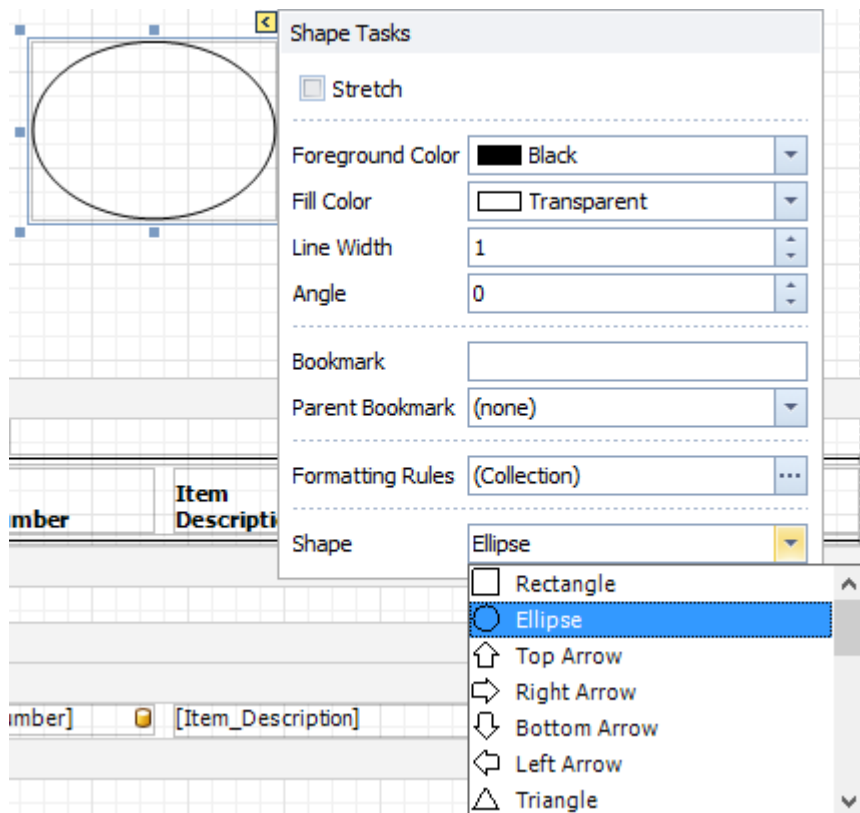 Shape Tasks
Stretch
Foreground Color Black
Fill Color Transparent
Line Width 1
Angle 0
Bookmark
Parent Bookmark (none)
Formatting Rules (Collection)
Item
mber Descripti
Shape Ellipse
Rectangle
Ellipse
Top Arrow
Right Arrow
Bottom Arrow
Left Arrow
Triangle
mber] [Item_Description]